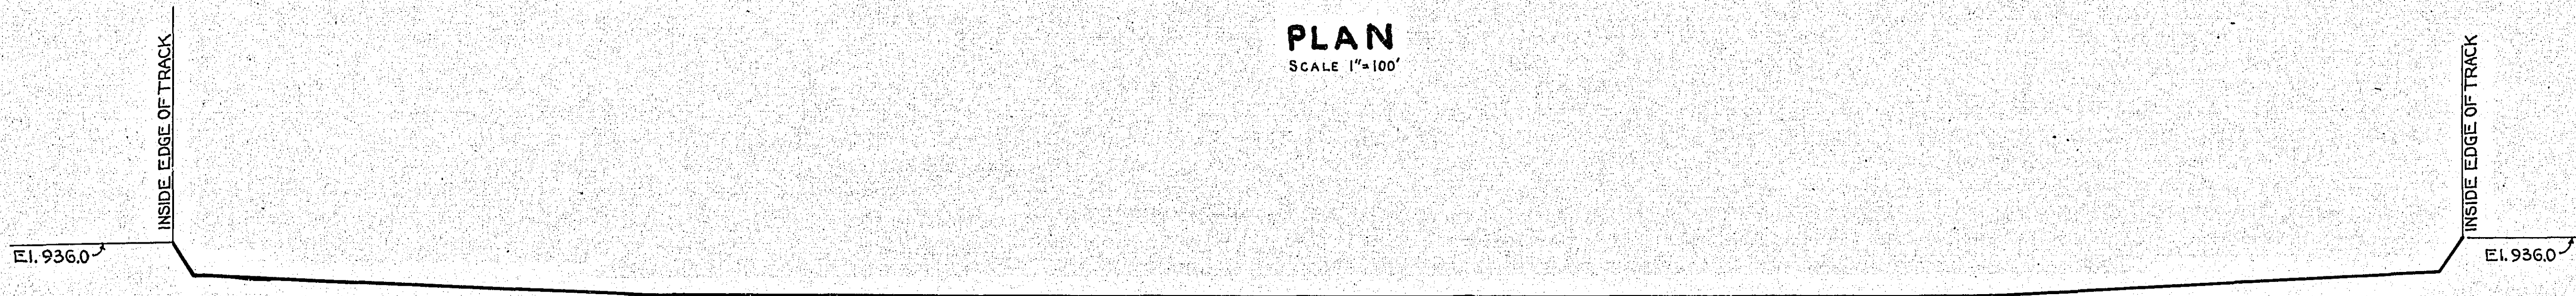 PLAN
SCALE 1"=100'
INSIDE EDGE OF TRACK
INSIDE EDGE OF TRACK
El. 936.0
El. 936.0